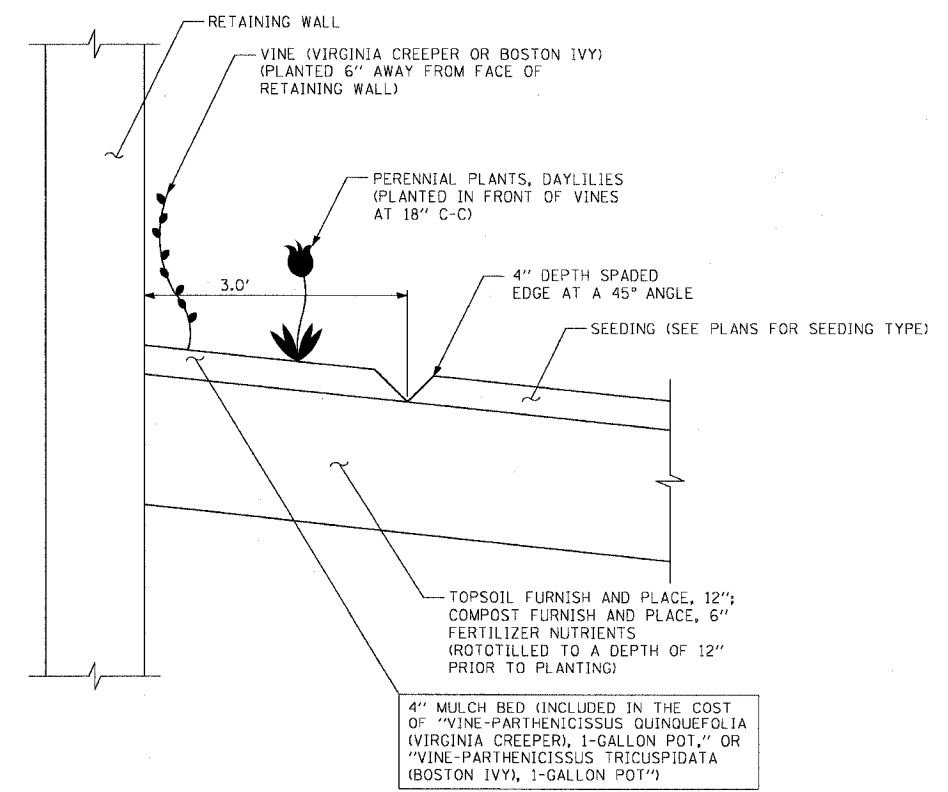 RETAINING WALL
VINE (VIRGINIA CREEPER OR BOSTON IVY)
(PLANTED 6" AWAY FROM FACE OF
RETAINING WALL)
PERENNIAL PLANTS, DAYLILIES
(PLANTED IN FRONT OF VINES
AT 18" C-C)
3.0'
4" DEPTH SPADED
EDGE AT A 45° ANGLE
SEEDING (SEE PLANS FOR SEEDING TYPE)
TOPSOIL FURNISH AND PLACE, 12";
COMPOST FURNISH AND PLACE, 6"
FERTILIZER NUTRIENTS
(ROTOTILLED TO A DEPTH OF 12"
PRIOR TO PLANTING)
4" MULCH BED (INCLUDED IN THE COST
OF "VINE-PARTHENICISSUS QUINQUEFOLIA
(VIRGINIA CREEPER), 1-GALLON POT," OR
"VINE-PARTHENICISSUS TRICUSPIDATA
(BOSTON IVY), 1-GALLON POT")